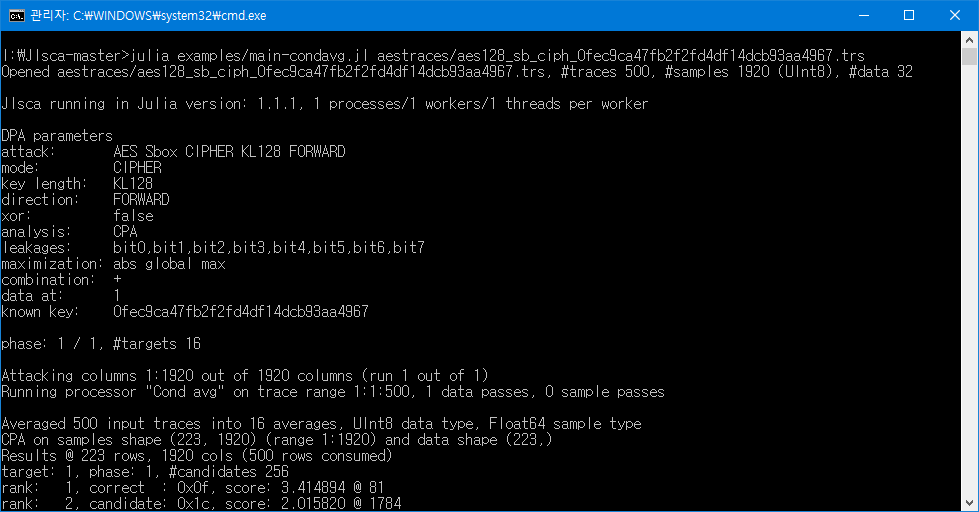 관리자: C:₩WINDOWS₩system32₩cmd.exe
I:₩Jlsca-master>julia examples/main-condavg.jl aestraces/aes128_sb_ciph_0fec9ca47fb2f2fd4df14dcb93aa4967.trs
Opened aestraces/aes128_sb_ciph_0fec9ca47fb2f2fd4df14dcb93aa4967.trs, #traces 500, #samples 1920 (UInt8), #data 32
Jlsca running in Julia version: 1.1.1, 1 processes/1 workers/1 threads per worker
DPA parameters
attack:       AES Sbox CIPHER KL128 FORWARD
mode:         CIPHER
key length:   KL128
direction:    FORWARD
xor:          false
analysis:     CPA
leakages:     bit0,bit1,bit2,bit3,bit4,bit5,bit6,bit7
maximization: abs global max
combination:  +
data at:      1
known key:    0fec9ca47fb2f2fd4df14dcb93aa4967
phase: 1 / 1, #targets 16
Attacking columns 1:1920 out of 1920 columns (run 1 out of 1)
Running processor "Cond avg" on trace range 1:1:500, 1 data passes, 0 sample passes
Averaged 500 input traces into 16 averages, UInt8 data type, Float64 sample type
CPA on samples shape (223, 1920) (range 1:1920) and data shape (223,)
Results @ 223 rows, 1920 cols (500 rows consumed)
target: 1, phase: 1, #candidates 256
rank:   1, correct  : 0x0f, score: 3.414894 @ 81
rank:   2, candidate: 0x1c, score: 2.015820 @ 1784